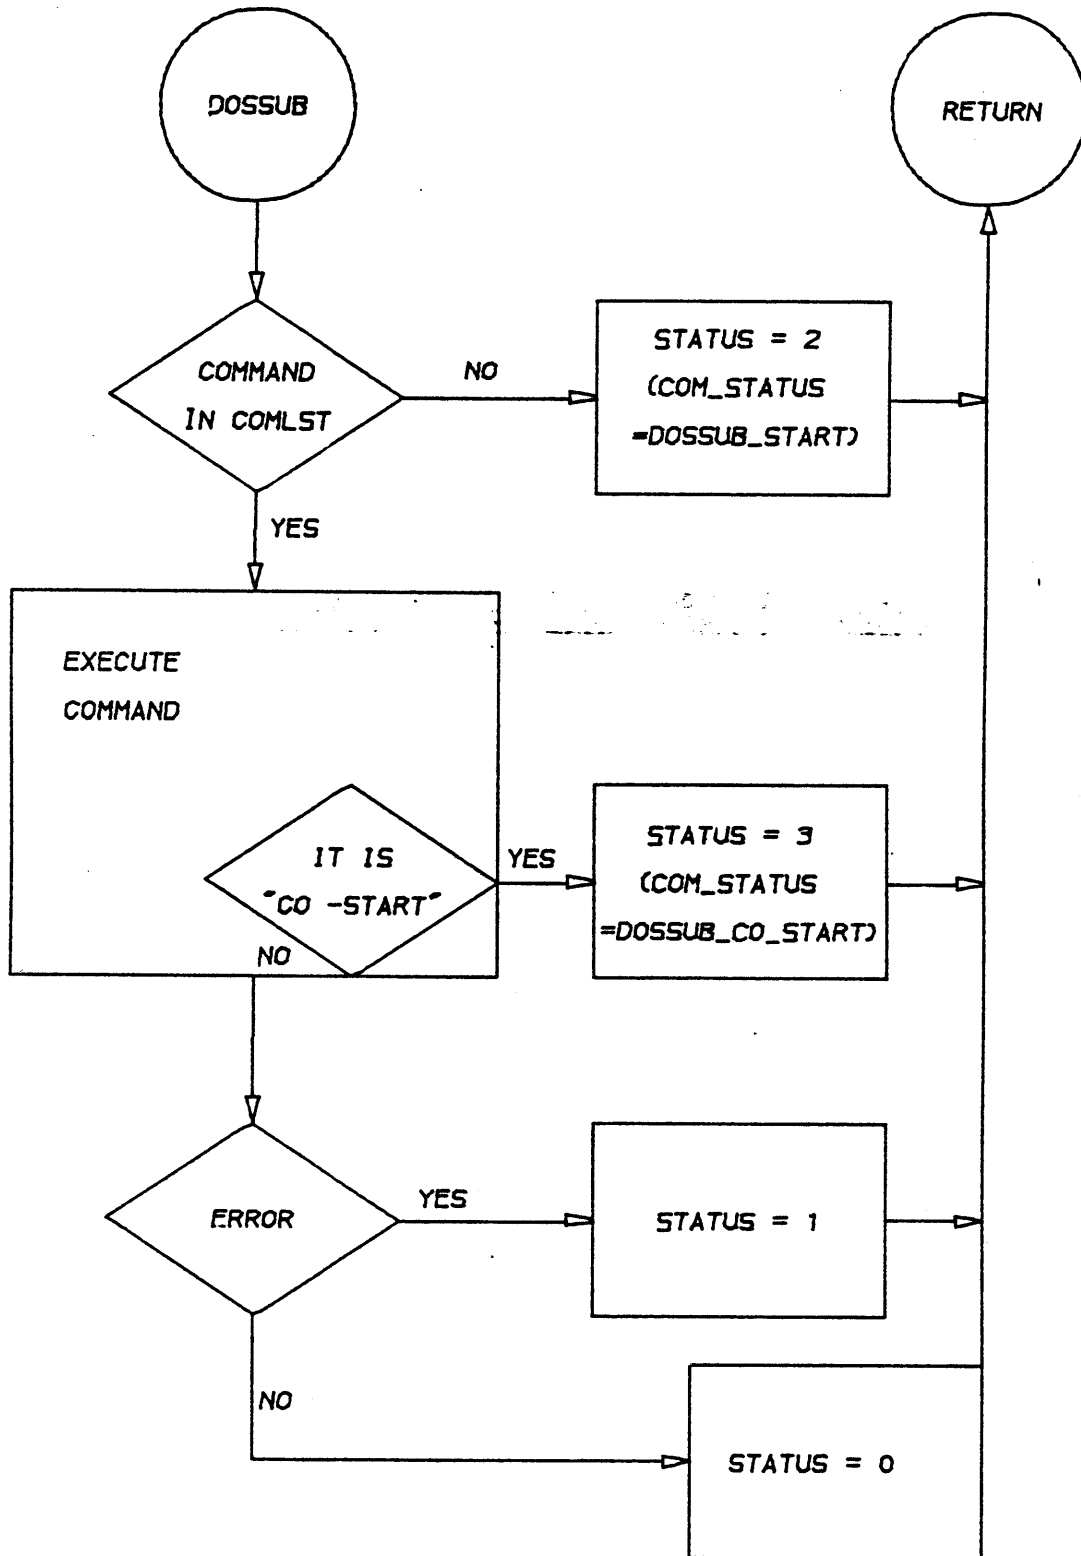 DOSSUB
RETURN
COMMAND
IN COMLST
NO
STATUS = 2
(COM_STATUS
=DOSSUB_START)
YES
EXECUTE
COMMAND
IT IS
"CO -START"
YES
NO
STATUS = 3
(COM_STATUS
=DOSSUB_CO_START)
ERROR
YES
STATUS = 1
NO
STATUS = 0